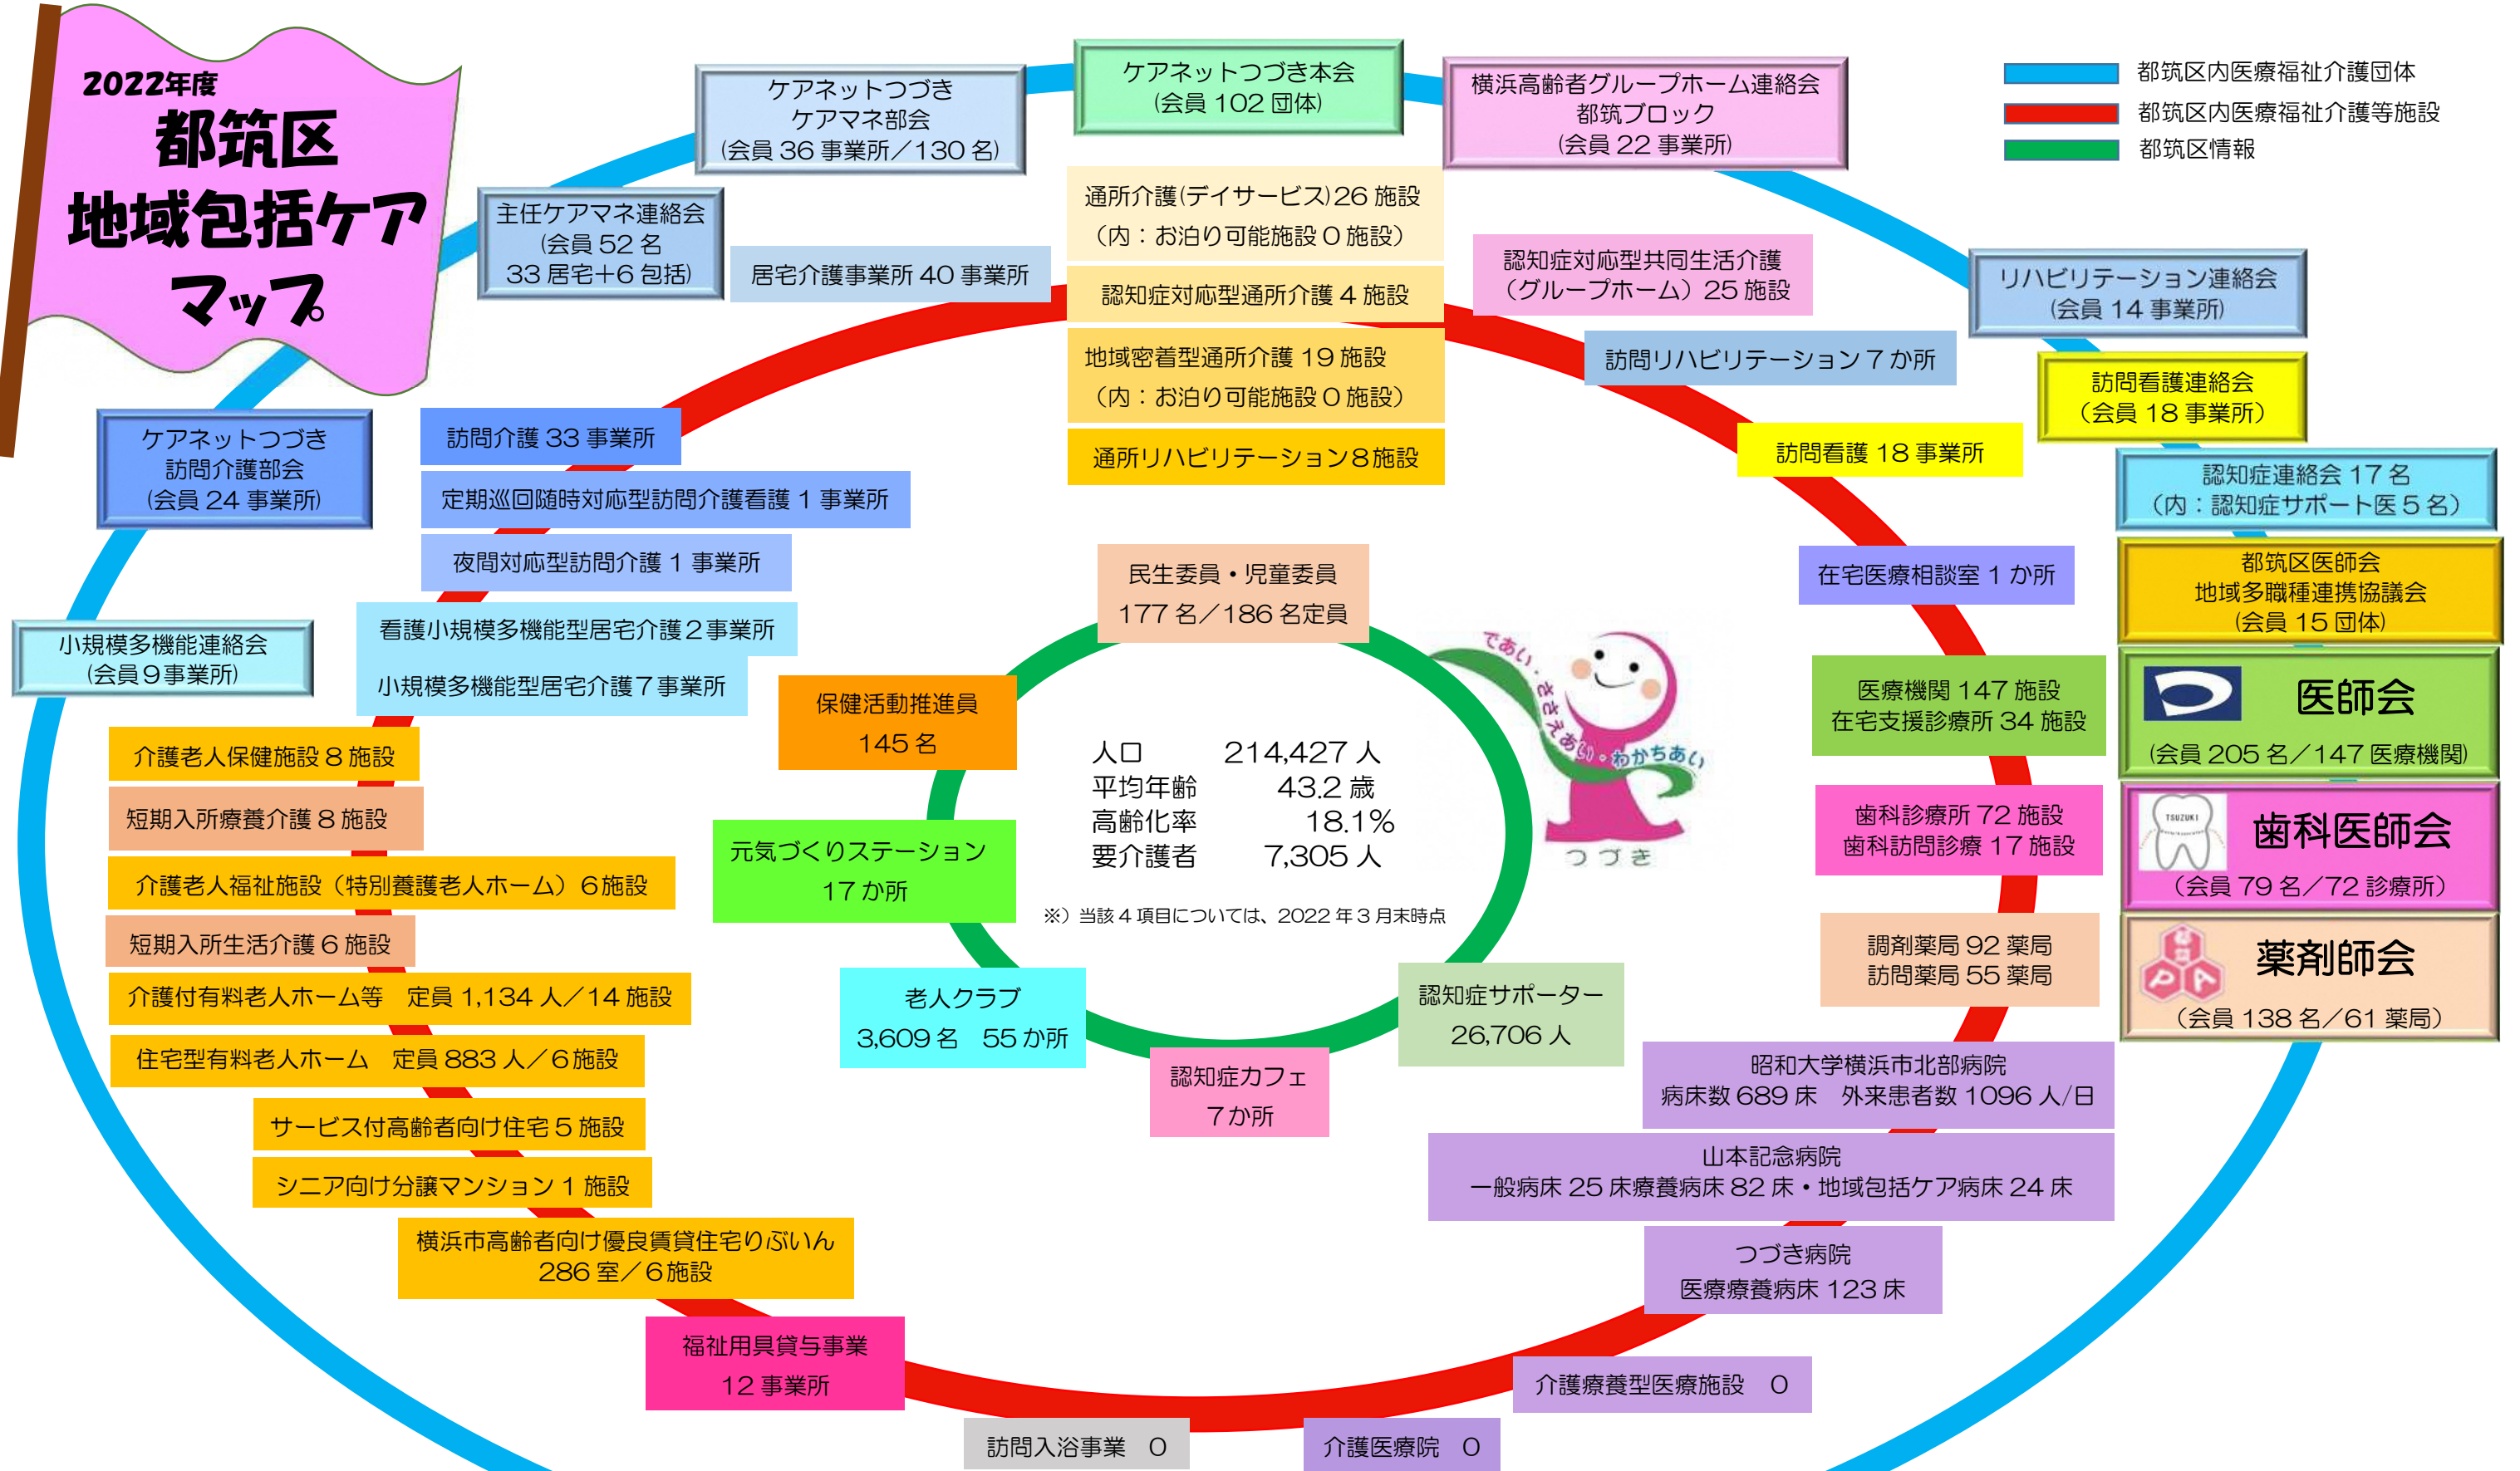 2022年度
都筑区
地域包括ケア
マップ
都筑区内医療福祉介護団体
都筑区内医療福祉介護等施設
都筑区情報
ケアネットつづき本会
(会員 102 団体)
ケアネットつづき
ケアマネ部会
(会員 36 事業所／130 名)
横浜高齢者グループホーム連絡会
都筑ブロック
(会員 22 事業所)
主任ケアマネ連絡会
(会員 52 名
33 居宅＋6 包括)
リハビリテーション連絡会
(会員 14 事業所)
訪問看護連絡会
（会員 18 事業所）
認知症連絡会 17 名
（内：認知症サポート医 5 名）
都筑区医師会
地域多職種連携協議会
(会員 15 団体)
医師会
(会員 205 名／147 医療機関)
TSUZUKI
歯科医師会
（会員 79 名／72 診療所）
PA
薬剤師会
（会員 138 名／61 薬局）
ケアネットつづき
訪問介護部会
(会員 24 事業所)
小規模多機能連絡会
(会員９事業所)
居宅介護事業所 40 事業所
通所介護(デイサービス)26 施設
（内：お泊り可能施設 0 施設）
認知症対応型通所介護 4 施設
地域密着型通所介護 19 施設
（内：お泊り可能施設 0 施設）
通所リハビリテーション８施設
認知症対応型共同生活介護
（グループホーム）25 施設
訪問リハビリテーション 7 か所
訪問看護 18 事業所
在宅医療相談室 1 か所
医療機関 147 施設
在宅支援診療所 34 施設
歯科診療所 72 施設
歯科訪問診療 17 施設
調剤薬局 92 薬局
訪問薬局 55 薬局
昭和大学横浜市北部病院
病床数 689 床　外来患者数 1096 人/日
山本記念病院
一般病床 25 床療養病床 82 床・地域包括ケア病床 24 床
つづき病院
医療療養病床 123 床
介護療養型医療施設　0
介護医療院　0
訪問入浴事業　0
福祉用具貸与事業
12 事業所
訪問介護 33 事業所
定期巡回随時対応型訪問介護看護 1 事業所
夜間対応型訪問介護 1 事業所
看護小規模多機能型居宅介護２事業所
小規模多機能型居宅介護７事業所
介護老人保健施設 8 施設
短期入所療養介護 8 施設
介護老人福祉施設（特別養護老人ホーム）６施設
短期入所生活介護 6 施設
介護付有料老人ホーム等　定員 1,134 人／14 施設
住宅型有料老人ホーム　定員 883 人／６施設
サービス付高齢者向け住宅 5 施設
シニア向け分譲マンション 1 施設
横浜市高齢者向け優良賃貸住宅りぶいん
286 室／６施設
民生委員・児童委員
177 名／186 名定員
保健活動推進員
145 名
元気づくりステーション
17 か所
老人クラブ
3,609 名　55 か所
認知症カフェ
７か所
認知症サポーター
26,706 人
人口　214,427 人
平均年齢　43.2 歳
高齢化率　18.1％
要介護者　7,305 人
※）当該 4 項目については、2022 年 3 月末時点
であい・ささえあい・わかちあい
つづき